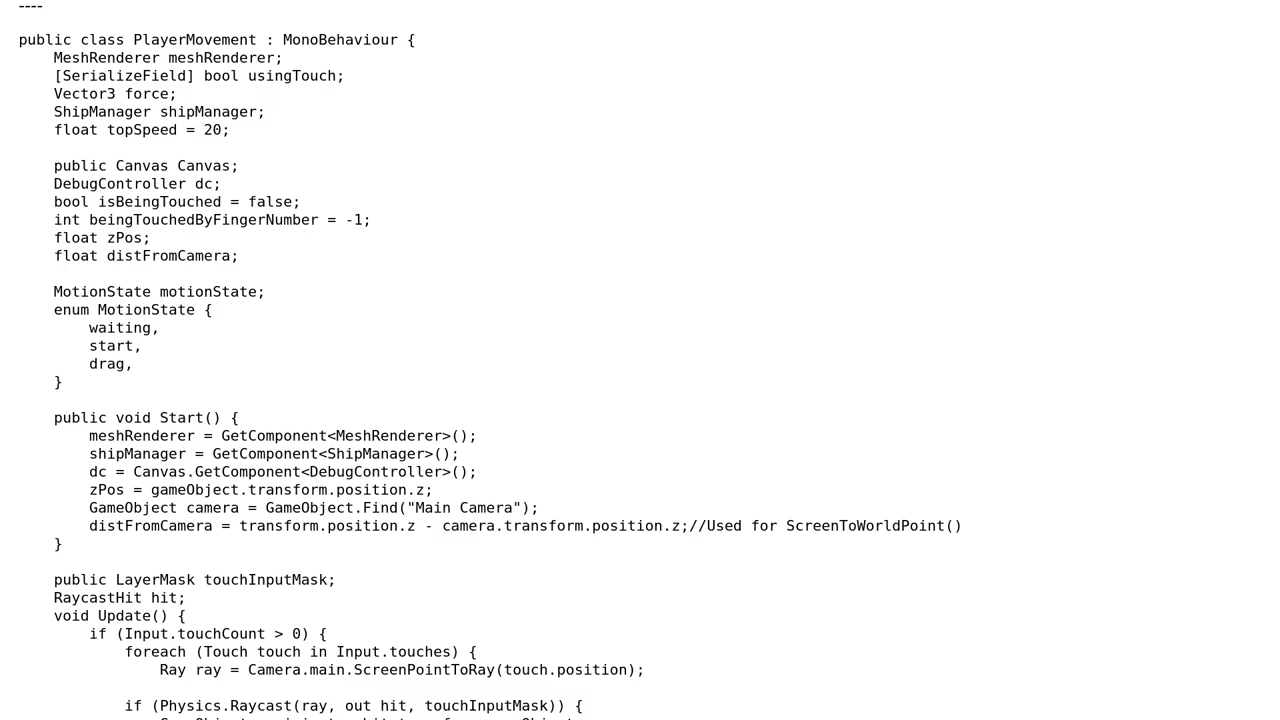 ----
public class PlayerMovement : MonoBehaviour {
    MeshRenderer meshRenderer;
    [SerializeField] bool usingTouch;
    Vector3 force;
    ShipManager shipManager;
    float topSpeed = 20;

    public Canvas Canvas;
    DebugController dc;
    bool isBeingTouched = false;
    int beingTouchedByFingerNumber = -1;
    float zPos;
    float distFromCamera;

    MotionState motionState;
    enum MotionState {
        waiting,
        start,
        drag,
    }

    public void Start() {
        meshRenderer = GetComponent<MeshRenderer>();
        shipManager = GetComponent<ShipManager>();
        dc = Canvas.GetComponent<DebugController>();
        zPos = gameObject.transform.position.z;
        GameObject camera = GameObject.Find("Main Camera");
        distFromCamera = transform.position.z - camera.transform.position.z;//Used for ScreenToWorldPoint()
    }

    public LayerMask touchInputMask;
    RaycastHit hit;
    void Update() {
        if (Input.touchCount > 0) {
            foreach (Touch touch in Input.touches) {
                Ray ray = Camera.main.ScreenPointToRay(touch.position);

            if (Physics.Raycast(ray, out hit, touchInputMask)) {